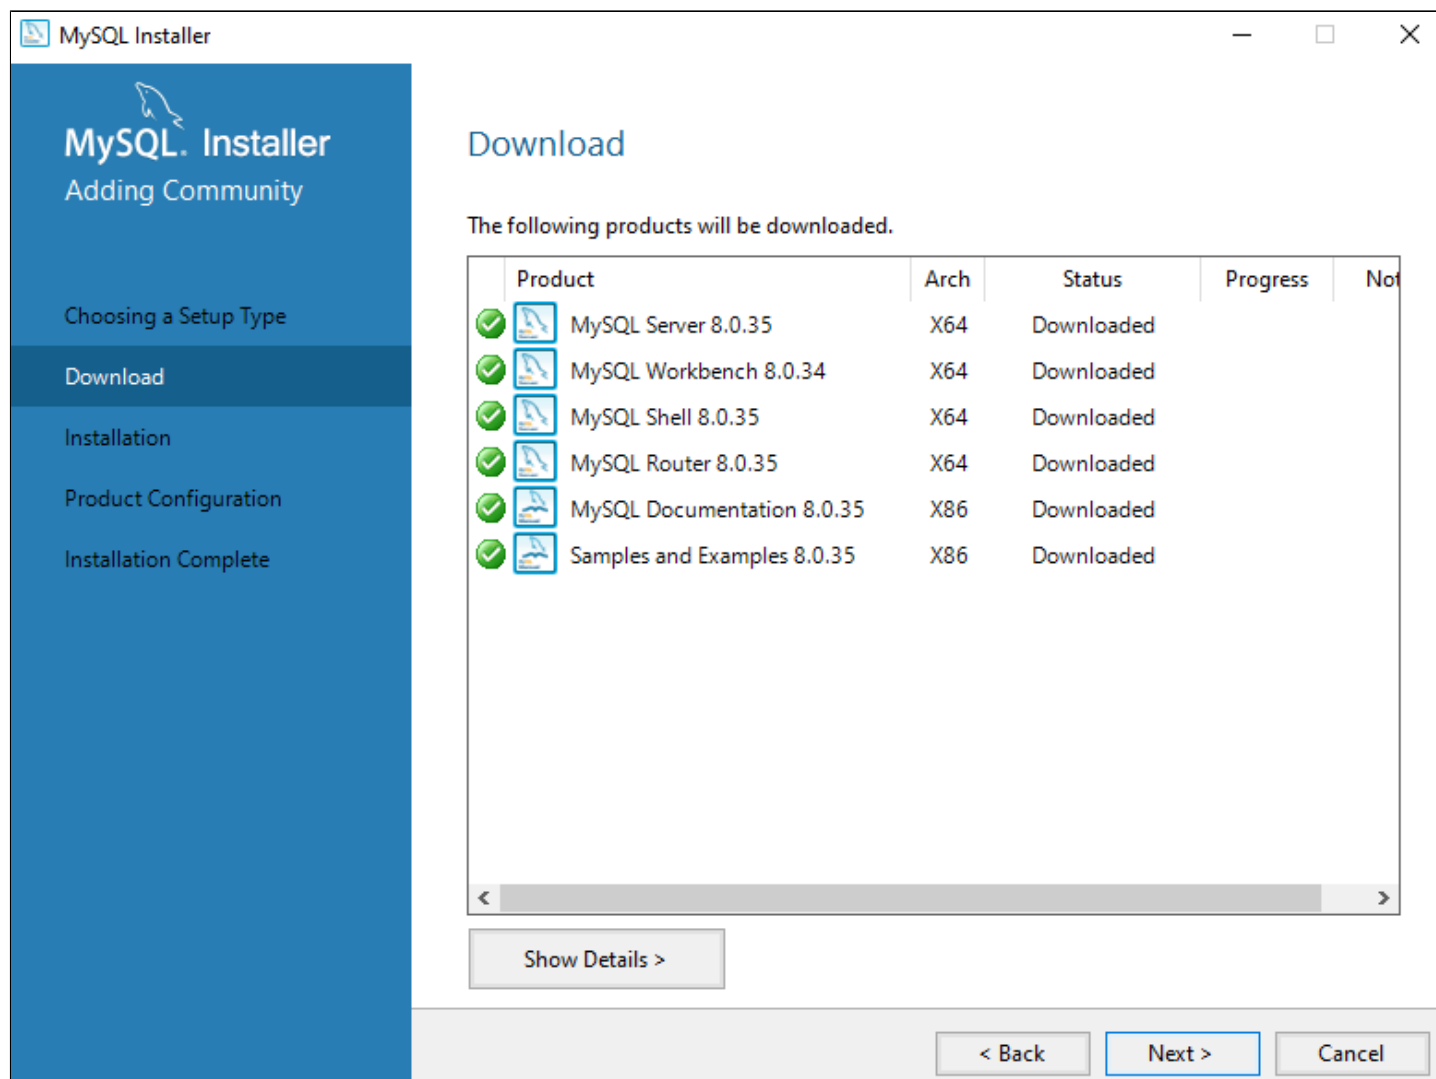 MySQL Installer
MySQL. Installer
Adding Community
Choosing a Setup Type
Download
Installation
Product Configuration
Installation Complete
Download
The following products will be downloaded.
Product Arch Status Progress Not
MySQL Server 8.0.35 X64 Downloaded
MySQL Workbench 8.0.34 X64 Downloaded
MySQL Shell 8.0.35 X64 Downloaded
MySQL Router 8.0.35 X64 Downloaded
MySQL Documentation 8.0.35 X86 Downloaded
Samples and Examples 8.0.35 X86 Downloaded
Show Details >
< Back Next > Cancel